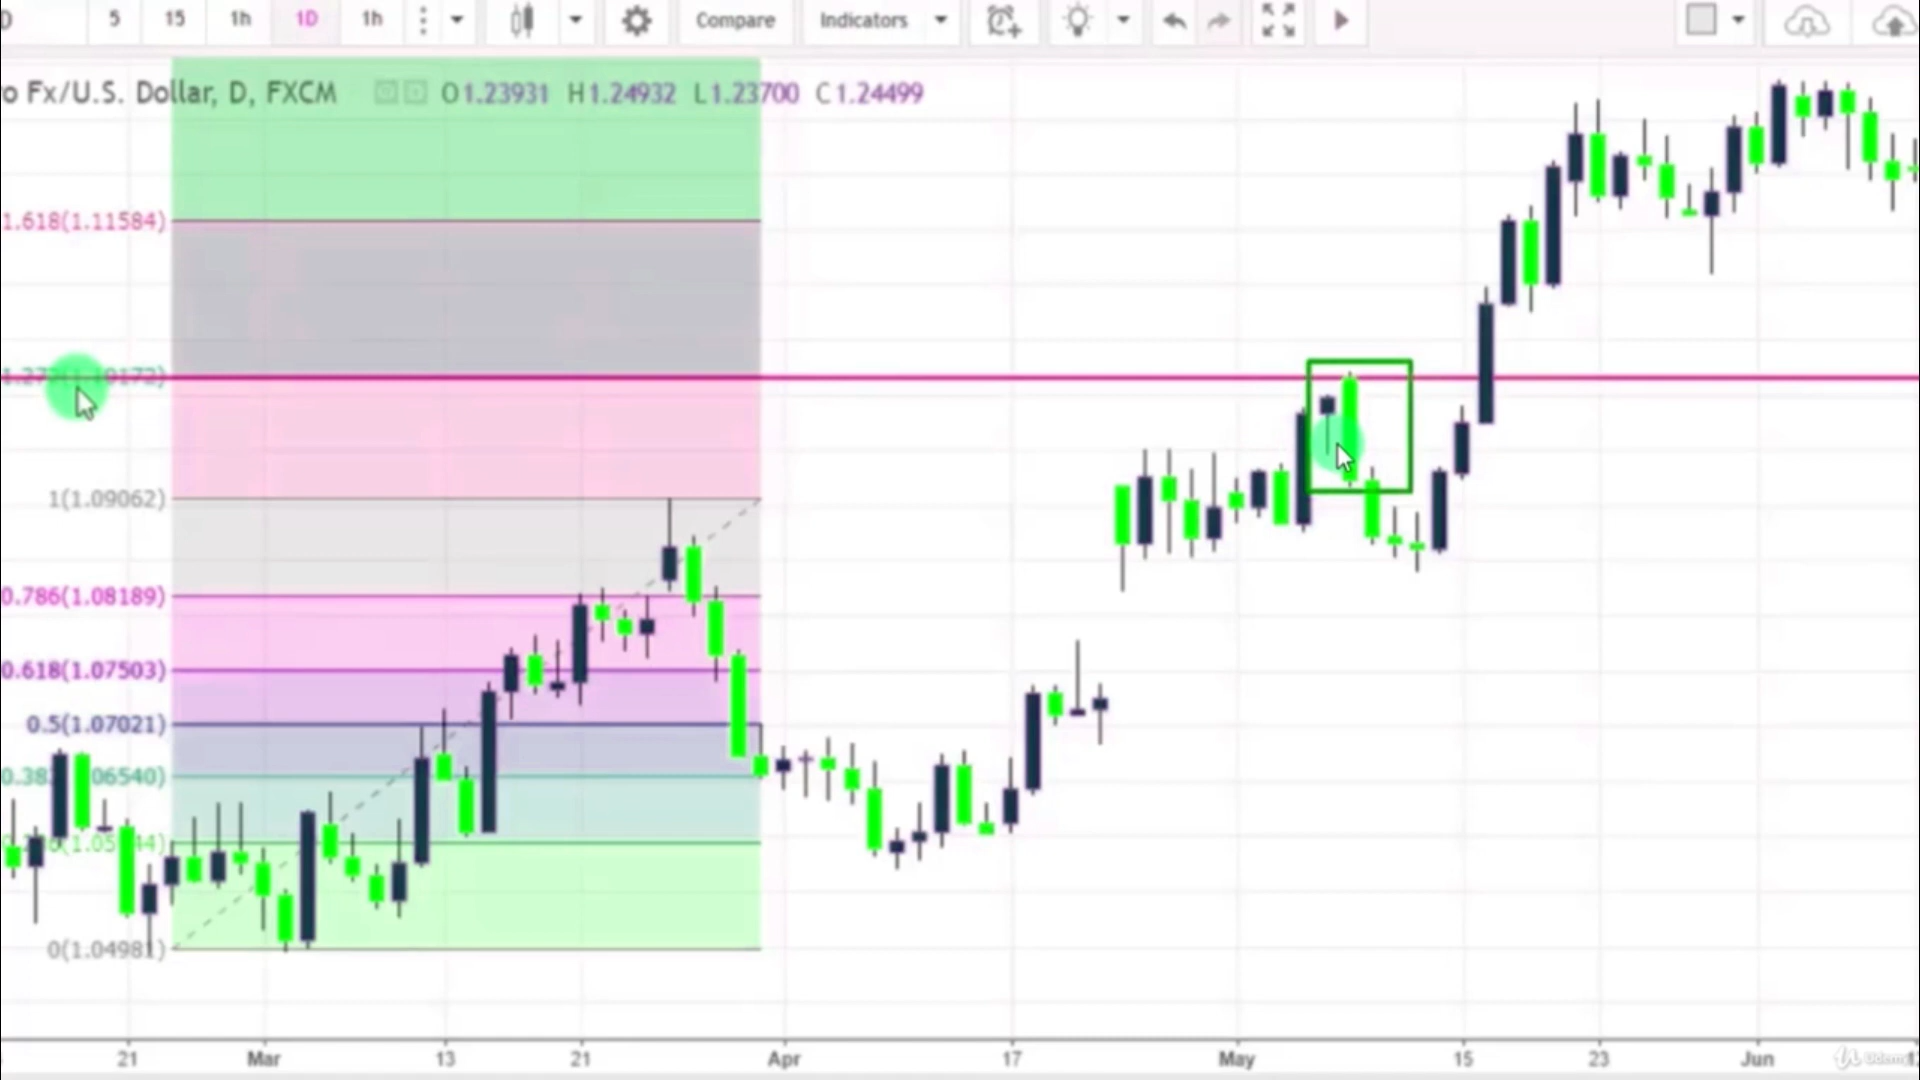 5 15 1h 1D 1h Compare Indicators
o Fx/U.S. Dollar, D, FXCM O1.23931 H1.24932 L1.23700 C1.24499
1.618(1.11584)
1(1.09062)
0.786(1.08189)
0.618(1.07503)
0.5(1.07021)
0(1.04981)
21 Mar 13 21 Apr 17 May 15 23 Jun
Udemy